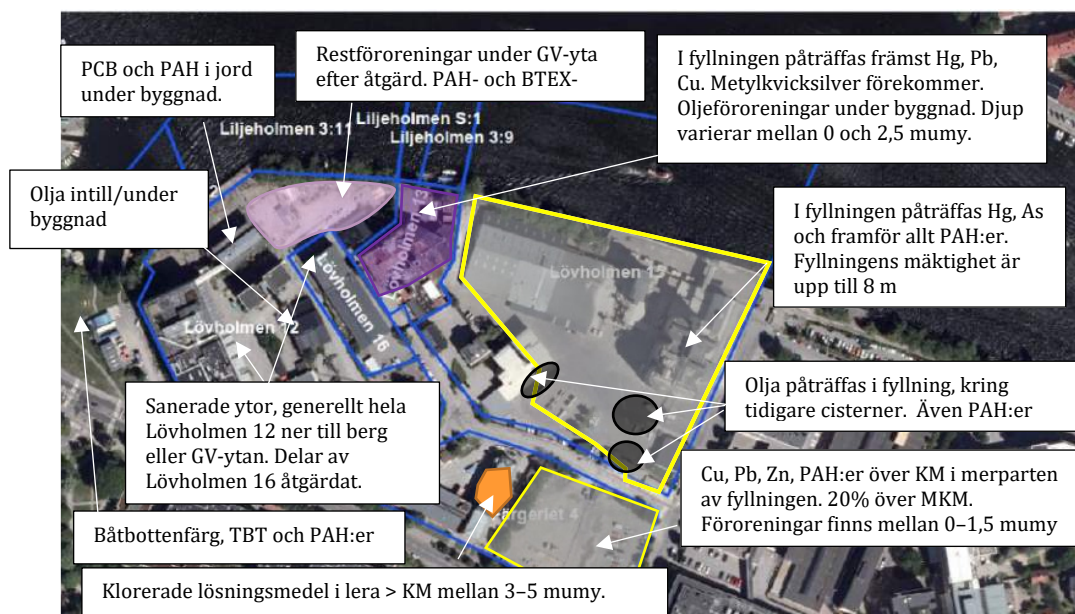 PCB och PAH i jord
under byggnad.
Restföroreningar under GV-yta
efter åtgärd. PAH- och BTEX-
I fyllningen påträffas främst Hg, Pb,
Cu. Metylkvicksilver förekommer.
Oljeföroreningar under byggnad. Djup
varierar mellan 0 och 2,5 mumy.
Liljeholmen 3:11
Liljeholmen S:1
Liljeholmen 3:9
Olja intill/under
byggnad
2
Lövholmen 13
I fyllningen påträffas Hg, As
och framför allt PAH:er.
Fyllningens mäktighet är
upp till 8 m
Lövholmen 15
Lövholmen 12
Lövholmen 16
Sanerade ytor, generellt hela
Lövholmen 12 ner till berg
eller GV-ytan. Delar av
Lövholmen 16 åtgärdat.
Olja påträffas i fyllning, kring
tidigare cisterner. Även PAH:er
Cu, Pb, Zn, PAH:er över KM i merparten
av fyllningen. 20% över MKM.
Föroreningar finns mellan 0–1,5 mumy
ärgeriet 4
Båtbottenfärg, TBT och PAH:er
Klorerade lösningsmedel i lera > KM mellan 3–5 mumy.